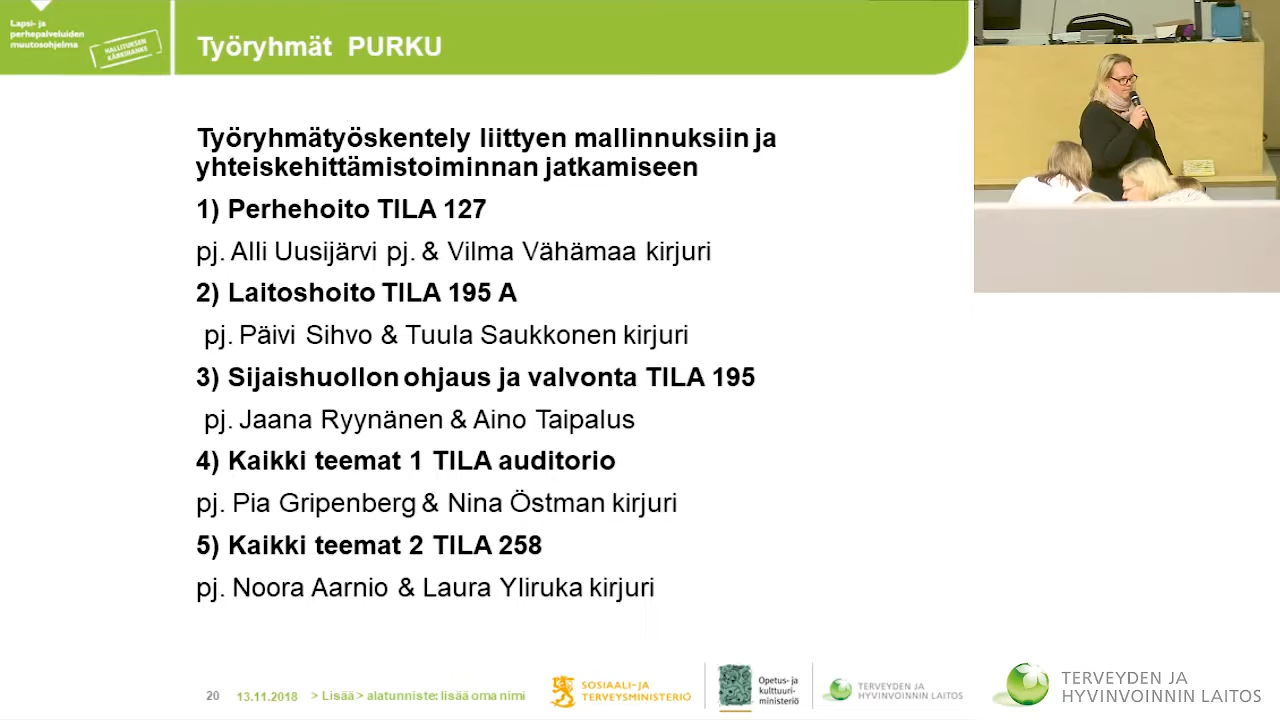 Lapsi- ja
perhepalveluiden
muutosohjelma
HALLITUKSEN
KÄRKIHANKE
Työryhmät PURKU
Työryhmätyöskentely liittyen mallinnuksiin ja
yhteiskehittämistoiminnan jatkamiseen
1) Perhehoito TILA 127
pj. Alli Uusijärvi pj. & Vilma Vähämaa kirjuri
2) Laitoshoito TILA 195 A
pj. Päivi Sihvo & Tuula Saukkonen kirjuri
3) Sijaishuollon ohjaus ja valvonta TILA 195
pj. Jaana Ryynänen & Aino Taipalus
4) Kaikki teemat 1 TILA auditorio
pj. Pia Gripenberg & Nina Östman kirjuri
5) Kaikki teemat 2 TILA 258
pj. Noora Aarnio & Laura Yliruka kirjuri
20 13.11.2018 > Lisää > alatunniste: lisää oma nimi
SOSIAALI- JA
TERVEYSMINISTERIÖ
Opetus- ja
kulttuuri-
ministeriö
TERVEYDEN JA
HYVINVOINNIN LAITOS
TERVEYDEN JA
HYVINVOINNIN LAITOS